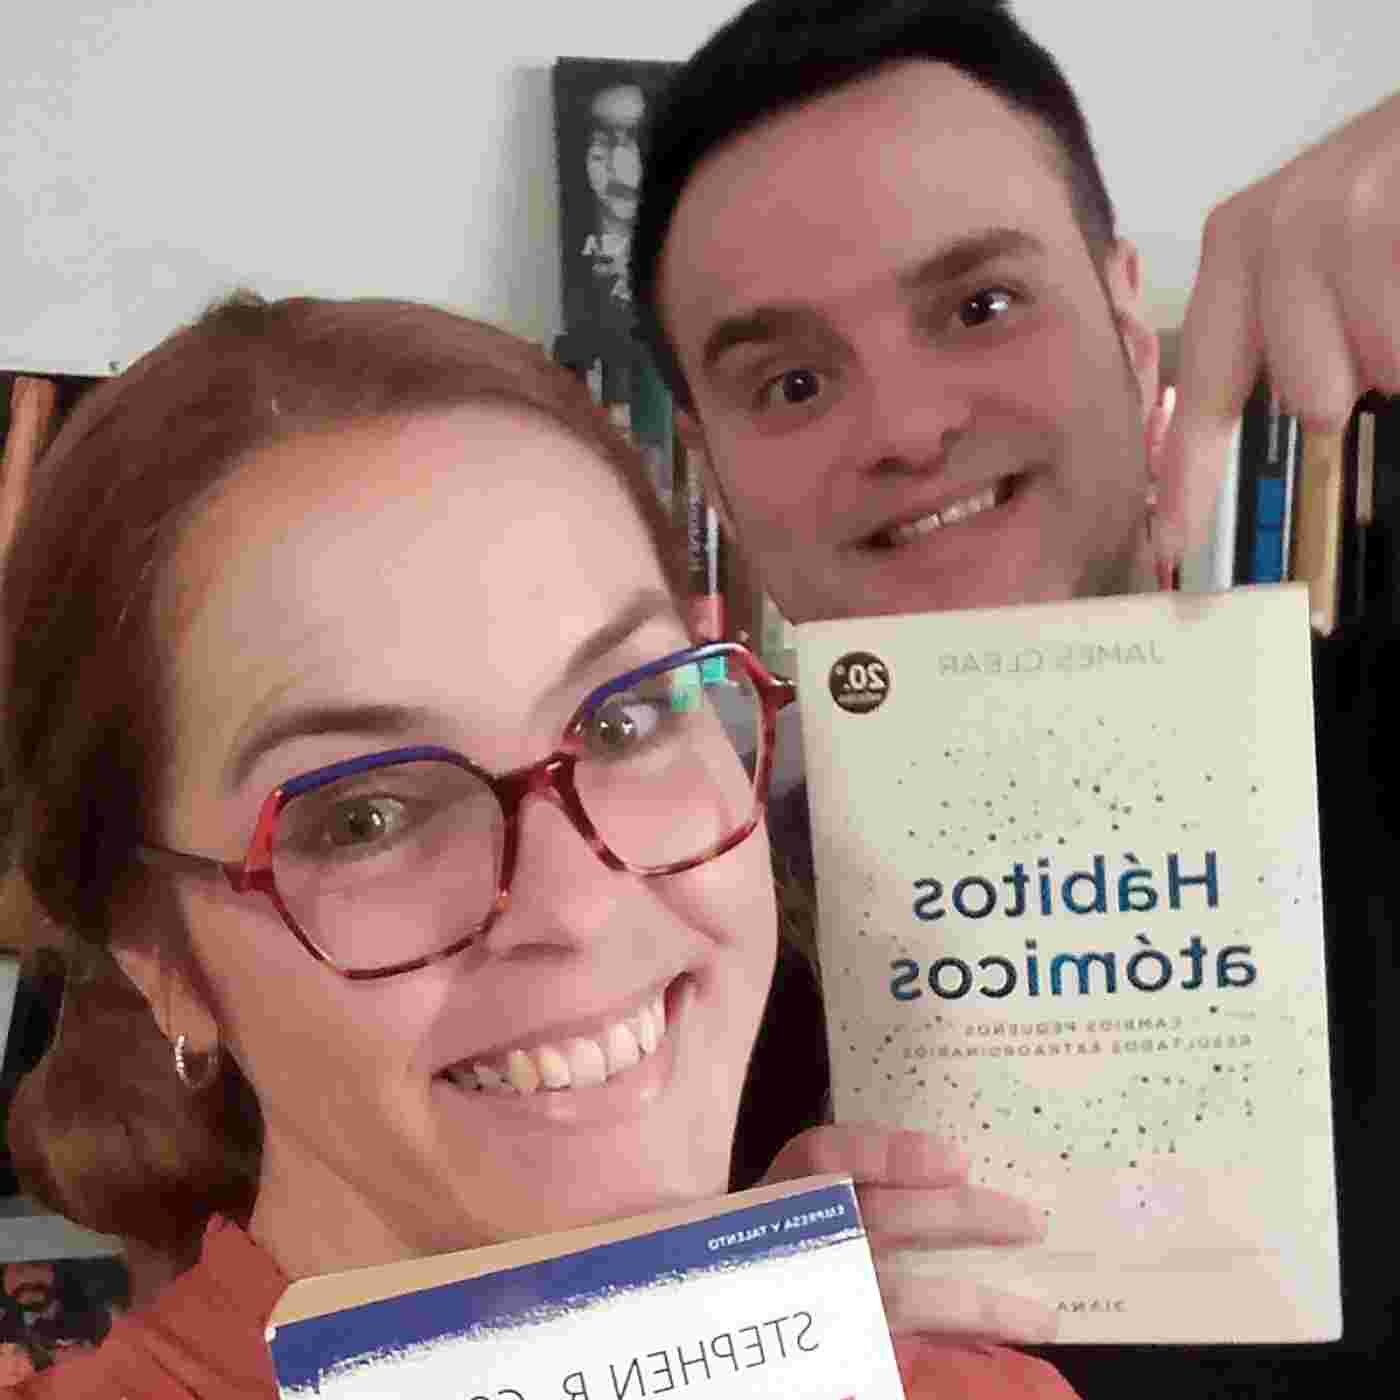 JAMES CLEAR
20.ª
Hábitos
atómicos
CAMBIOS PEQUEÑOS
RESULTADOS EXTRAORDINARIOS
DIANA
EMPRESA Y TALENTO
STEPHEN R.